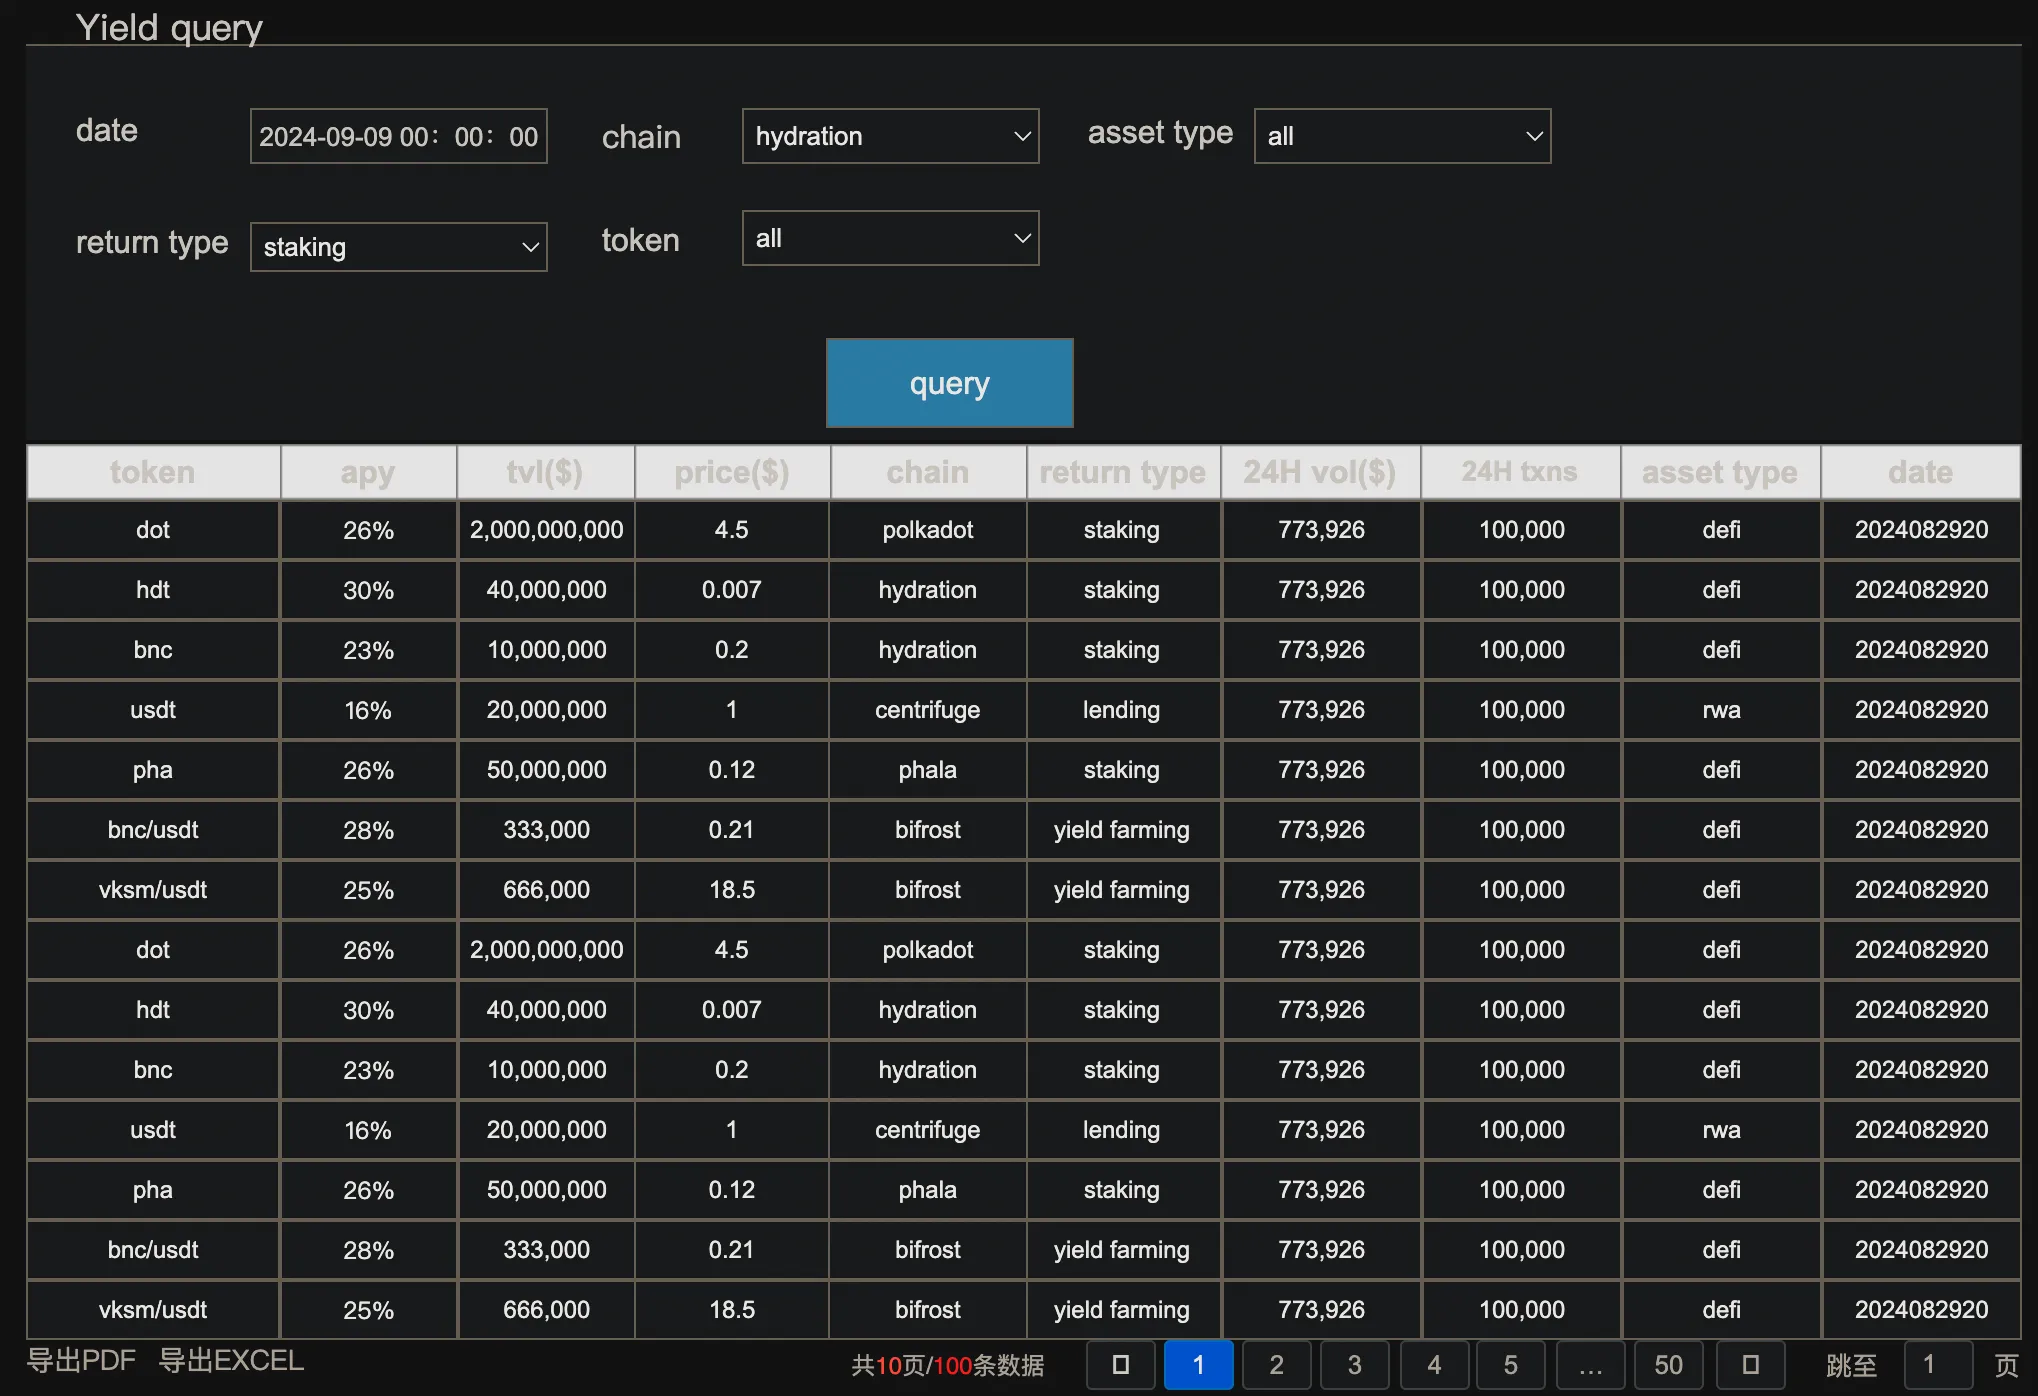 Yield query
date 2024-09-09 00：00：00 chain hydration asset type all
return type staking token all
query
token apy tvl($) price($) chain return type 24H vol($) 24H txns asset type date
dot 26% 2,000,000,000 4.5 polkadot staking 773,926 100,000 defi 2024082920
hdt 30% 40,000,000 0.007 hydration staking 773,926 100,000 defi 2024082920
bnc 23% 10,000,000 0.2 hydration staking 773,926 100,000 defi 2024082920
usdt 16% 20,000,000 1 centrifuge lending 773,926 100,000 rwa 2024082920
pha 26% 50,000,000 0.12 phala staking 773,926 100,000 defi 2024082920
bnc/usdt 28% 333,000 0.21 bifrost yield farming 773,926 100,000 defi 2024082920
vksm/usdt 25% 666,000 18.5 bifrost yield farming 773,926 100,000 defi 2024082920
dot 26% 2,000,000,000 4.5 polkadot staking 773,926 100,000 defi 2024082920
hdt 30% 40,000,000 0.007 hydration staking 773,926 100,000 defi 2024082920
bnc 23% 10,000,000 0.2 hydration staking 773,926 100,000 defi 2024082920
usdt 16% 20,000,000 1 centrifuge lending 773,926 100,000 rwa 2024082920
pha 26% 50,000,000 0.12 phala staking 773,926 100,000 defi 2024082920
bnc/usdt 28% 333,000 0.21 bifrost yield farming 773,926 100,000 defi 2024082920
vksm/usdt 25% 666,000 18.5 bifrost yield farming 773,926 100,000 defi 2024082920
导出PDF 导出EXCEL 共10页/100条数据 1 2 3 4 5 ... 50 跳至 1 页